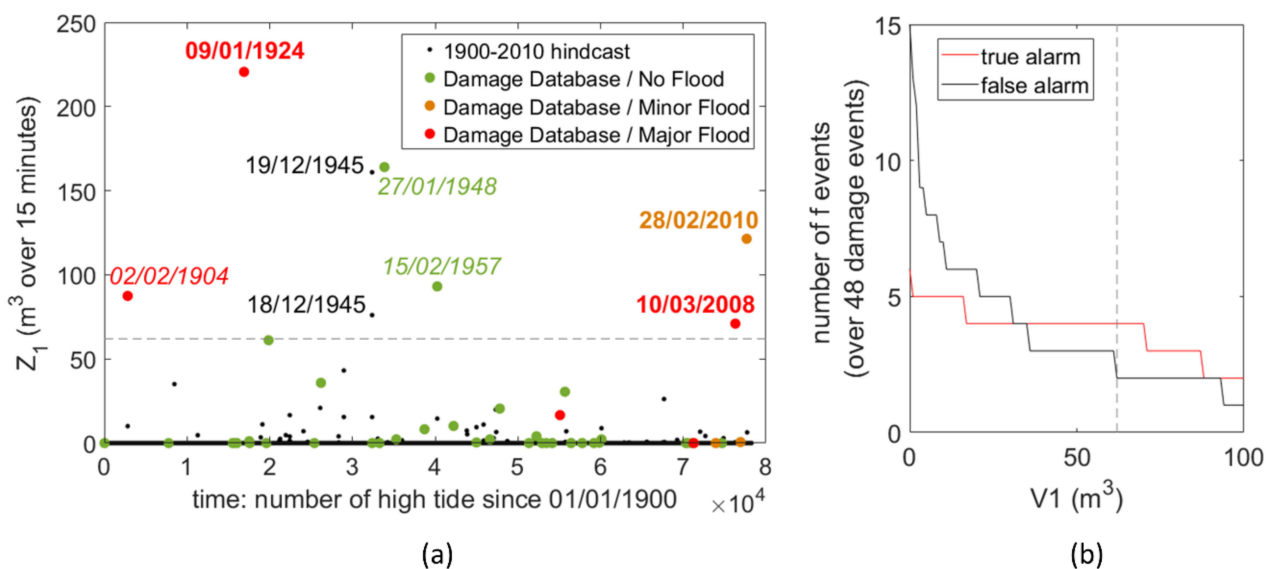 250
200
150
100
50
0
Z₁ (m³ over 15 minutes)
09/01/1924
1900-2010 hindcast
Damage Database / No Flood
Damage Database / Minor Flood
Damage Database / Major Flood
19/12/1945
27/01/1948
28/02/2010
02/02/1904
15/02/1957
18/12/1945
10/03/2008
0 1 2 3 4 5 6 7 8
time: number of high tide since 01/01/1900
×10⁴
(a)
15
10
5
0
number of f events
(over 48 damage events)
true alarm
false alarm
0 50 100
V1 (m³)
(b)